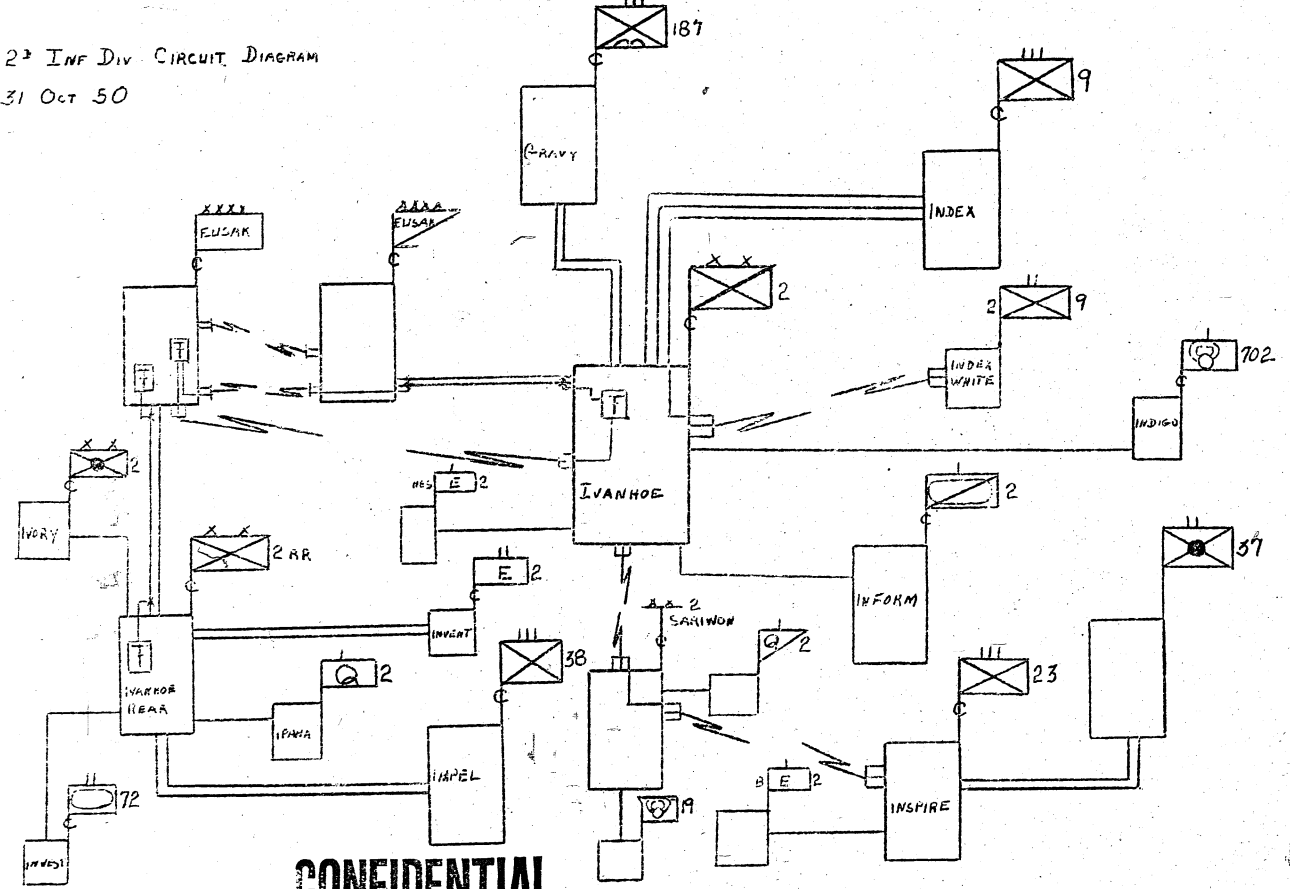 2ᴰ INF DIV CIRCUIT DIAGRAM
31 OCT 50
187
GRAVY
9
INDEX
XXXX
EUSAK
XXXX
EUSAK
X X
2
2
9
INDEX
WHITE
702
INDIGO
T
T
T
X X
2
IVORY
HES E 2
IVANHOE
2
INFORM
X X
2 RR
E 2
INVENT
37
X X 2
SARIWON
Q 2
T
IVANHOE
REAR
Q 2
IPANA
38
IMPEL
23
INSPIRE
72
INVEST
19
B E 2
CONFIDENTIAL